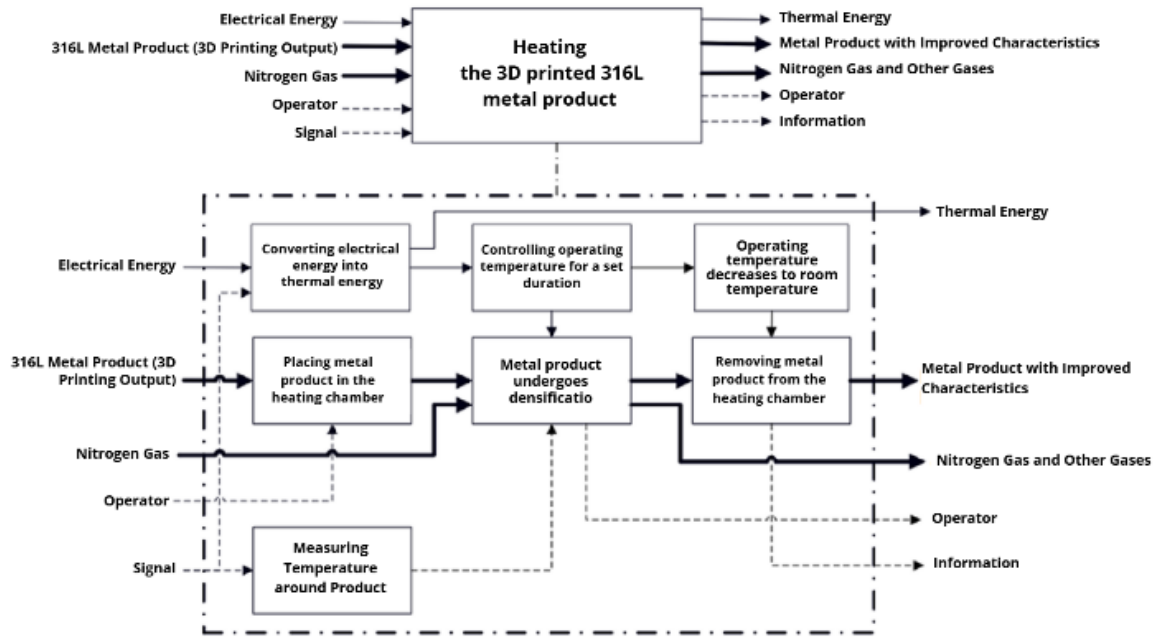 Electrical Energy
316L Metal Product (3D Printing Output)
Nitrogen Gas
Operator
Signal
Heating
the 3D printed 316L
metal product
Thermal Energy
Metal Product with Improved Characteristics
Nitrogen Gas and Other Gases
Operator
Information
Thermal Energy
Electrical Energy
Converting electrical
energy into
thermal energy
Controlling operating
temperature for a set
duration
Operating
temperature
decreases to room
temperature
316L Metal Product (3D
Printing Output)
Placing metal
product in the
heating chamber
Metal product
undergoes
densificatio
Removing metal
product from the
heating chamber
Metal Product with Improved
Characteristics
Nitrogen Gas
Nitrogen Gas and Other Gases
Operator
Operator
Signal
Measuring
Temperature
around Product
Information